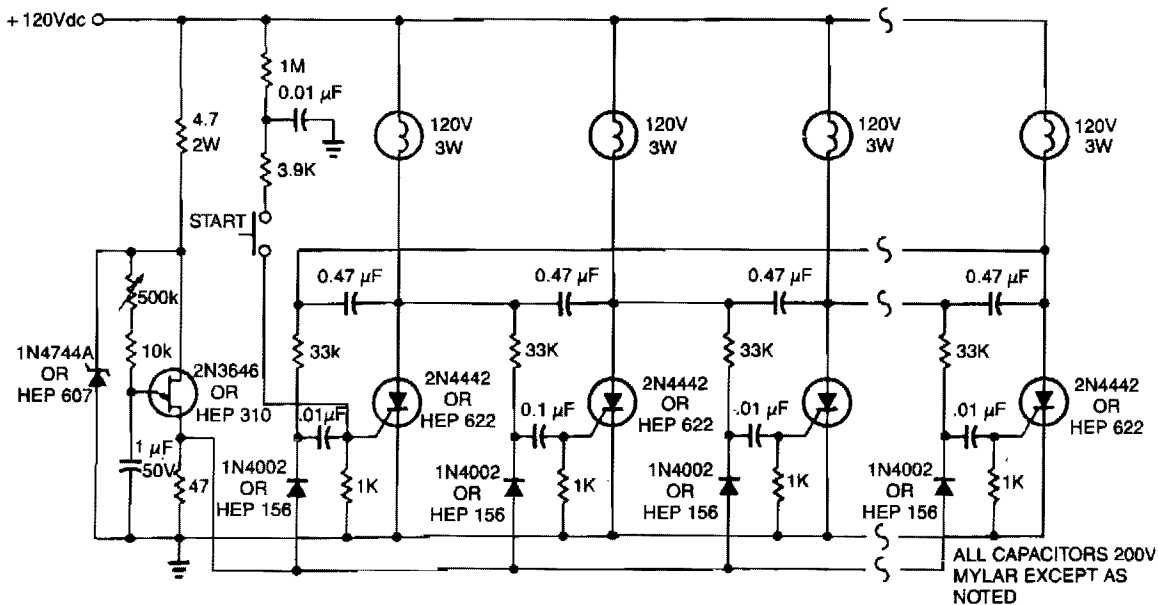 + 120Vdc
1M
0.01 µF
4.7
2W
3.9K
START
120V
3W
120V
3W
120V
3W
120V
3W
0.47 µF
0.47 µF
0.47 µF
0.47 µF
500k
10k
1N4744A
OR
HEP 607
2N3646
OR
HEP 310
1 µF
50V
47
33k
33K
33K
33K
2N4442
OR
HEP 622
2N4442
OR
HEP 622
2N4442
OR
HEP 622
.01µF
0.1 µF
.01 µF
.01 µF
1N4002
OR
HEP 156
1K
1N4002
OR
HEP 156
1K
1N4002
OR
HEP 156
1K
1N4002
OR
HEP 156
1K
ALL CAPACITORS 200V
MYLAR EXCEPT AS
NOTED